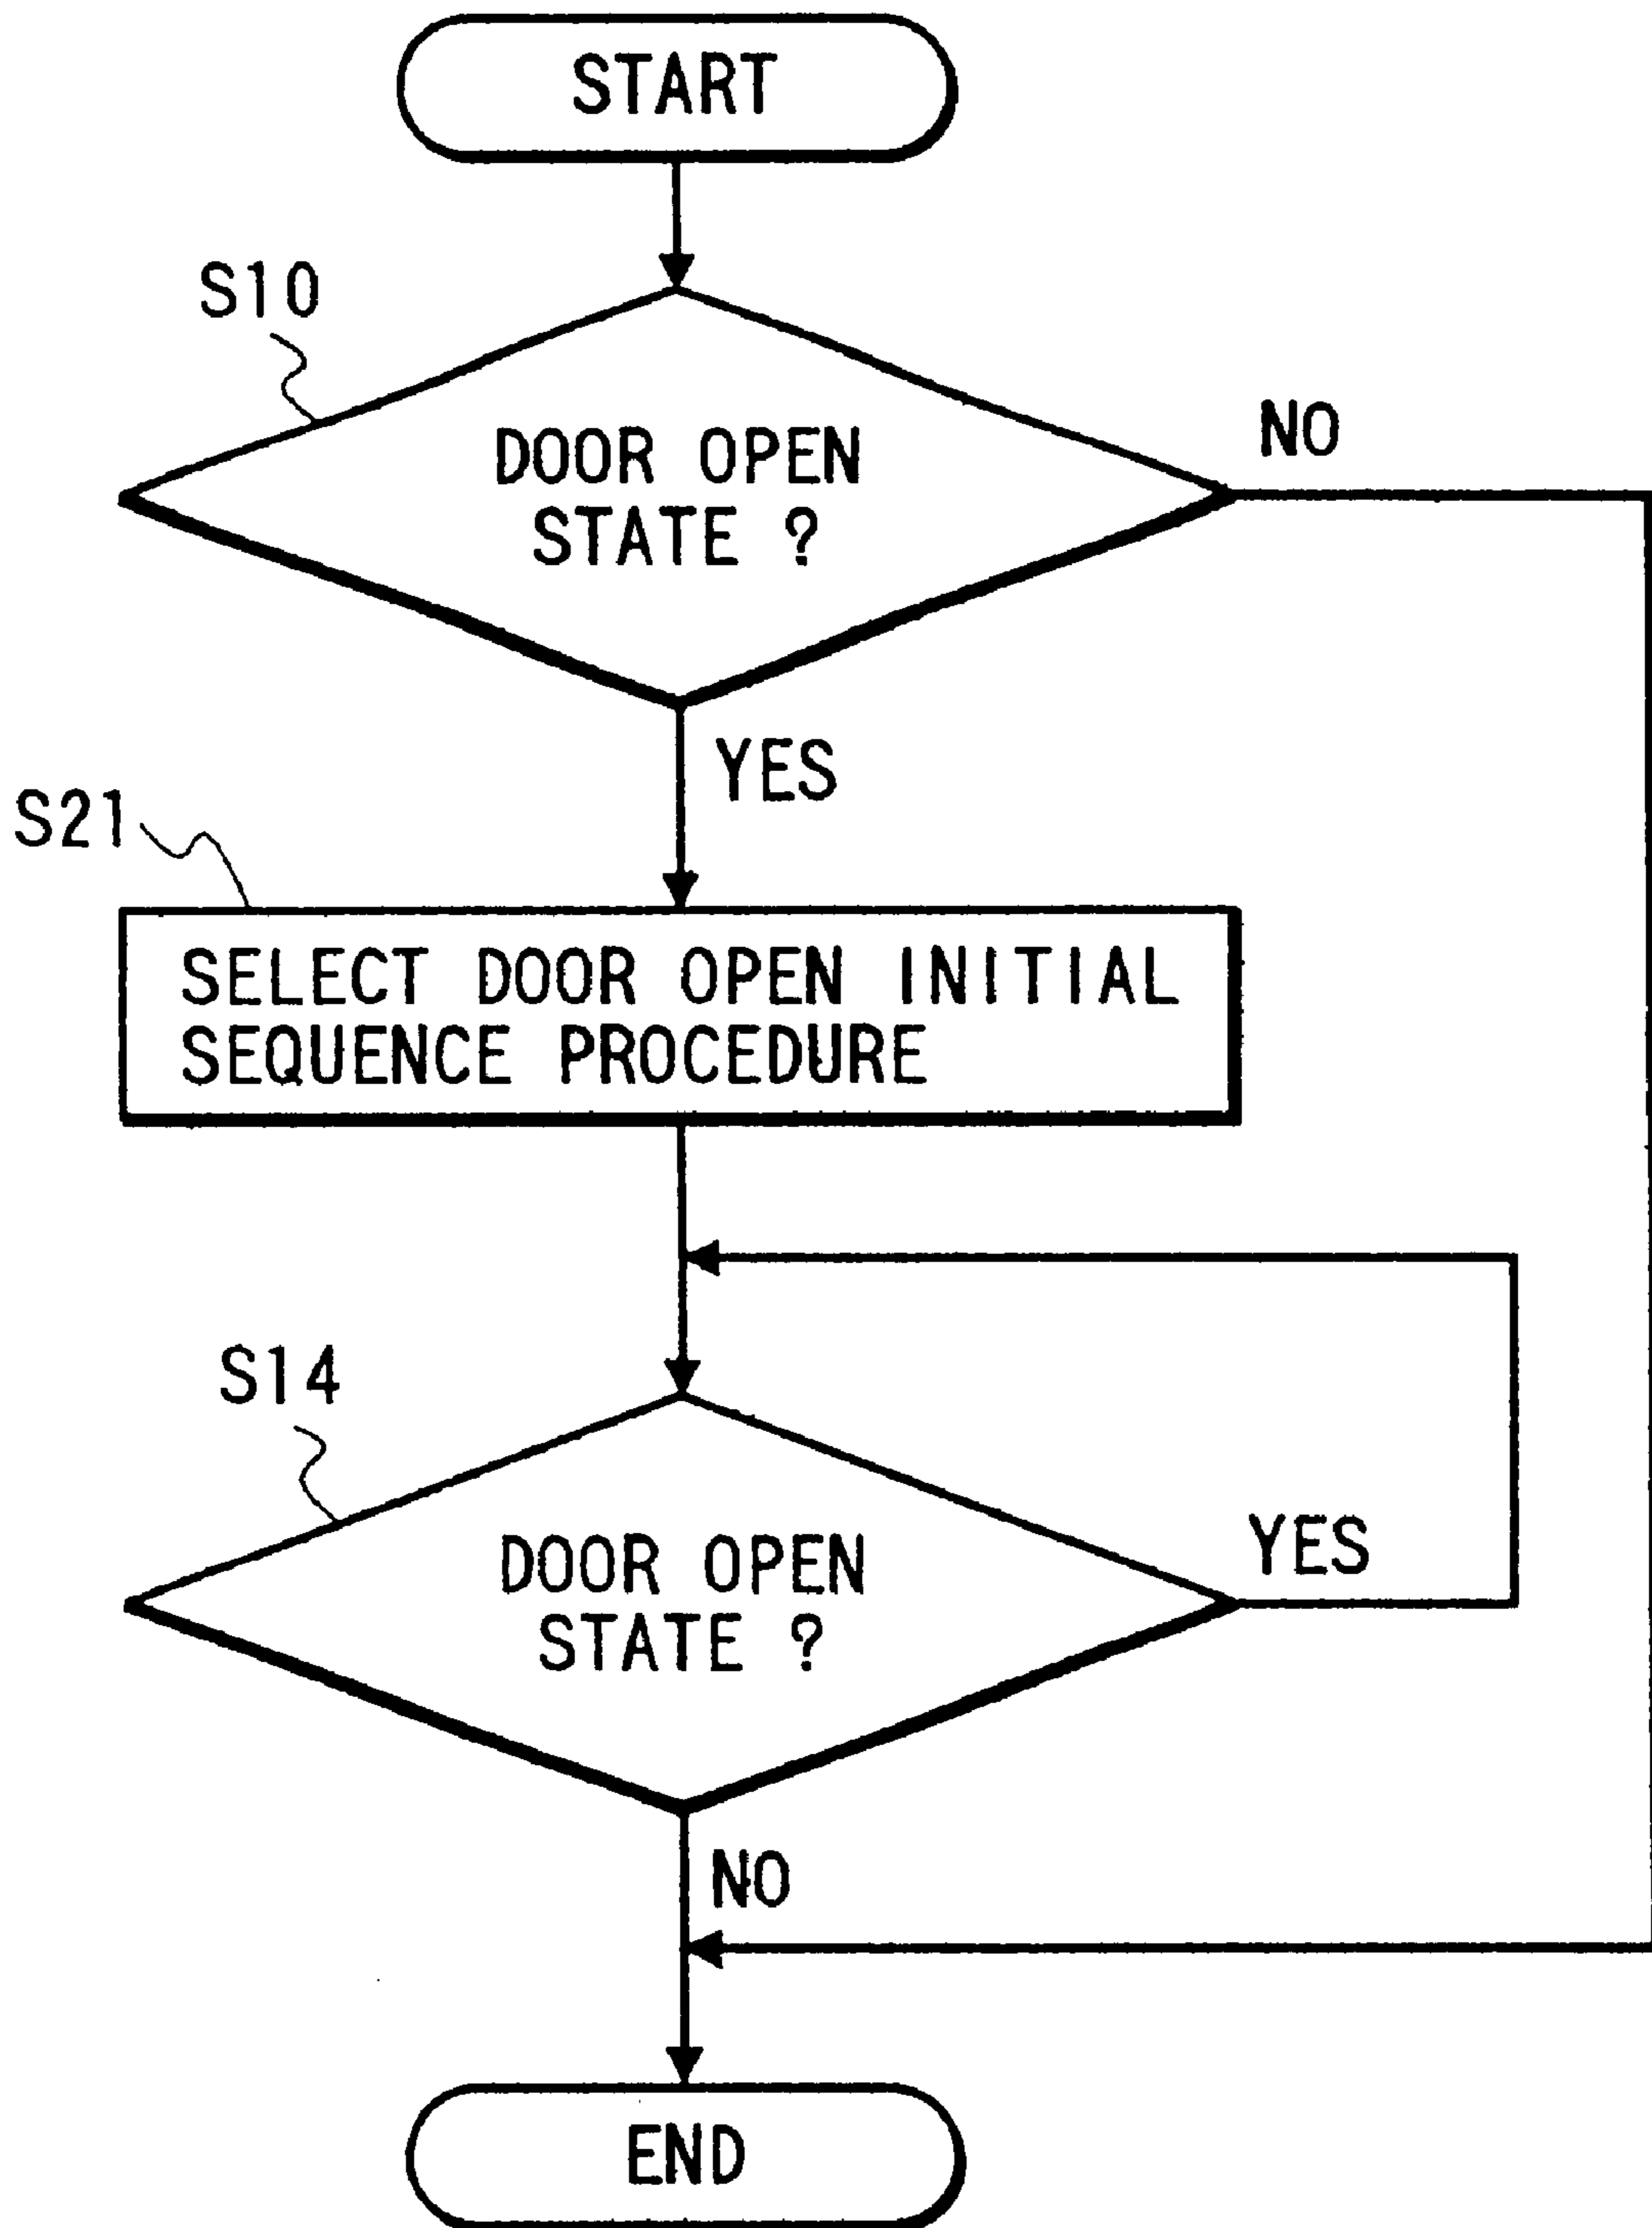 START
S10
DOOR OPEN
STATE ?
NO
YES
S21
SELECT DOOR OPEN INITIAL
SEQUENCE PROCEDURE
S14
DOOR OPEN
STATE ?
YES
NO
END